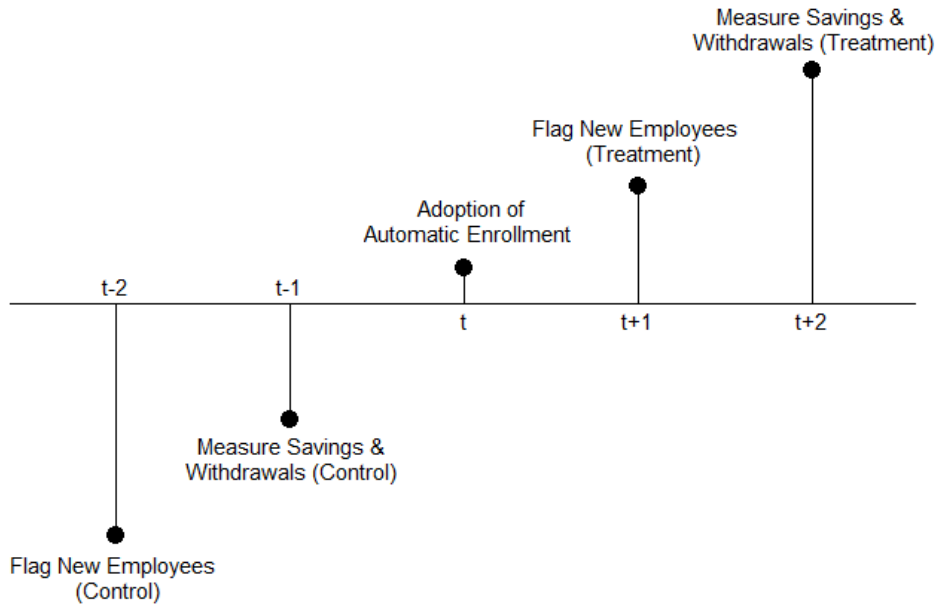 Measure Savings &
Withdrawals (Treatment)
Flag New Employees
(Treatment)
Adoption of
Automatic Enrollment
t-2
t-1
t
t+1
t+2
Measure Savings &
Withdrawals (Control)
Flag New Employees
(Control)